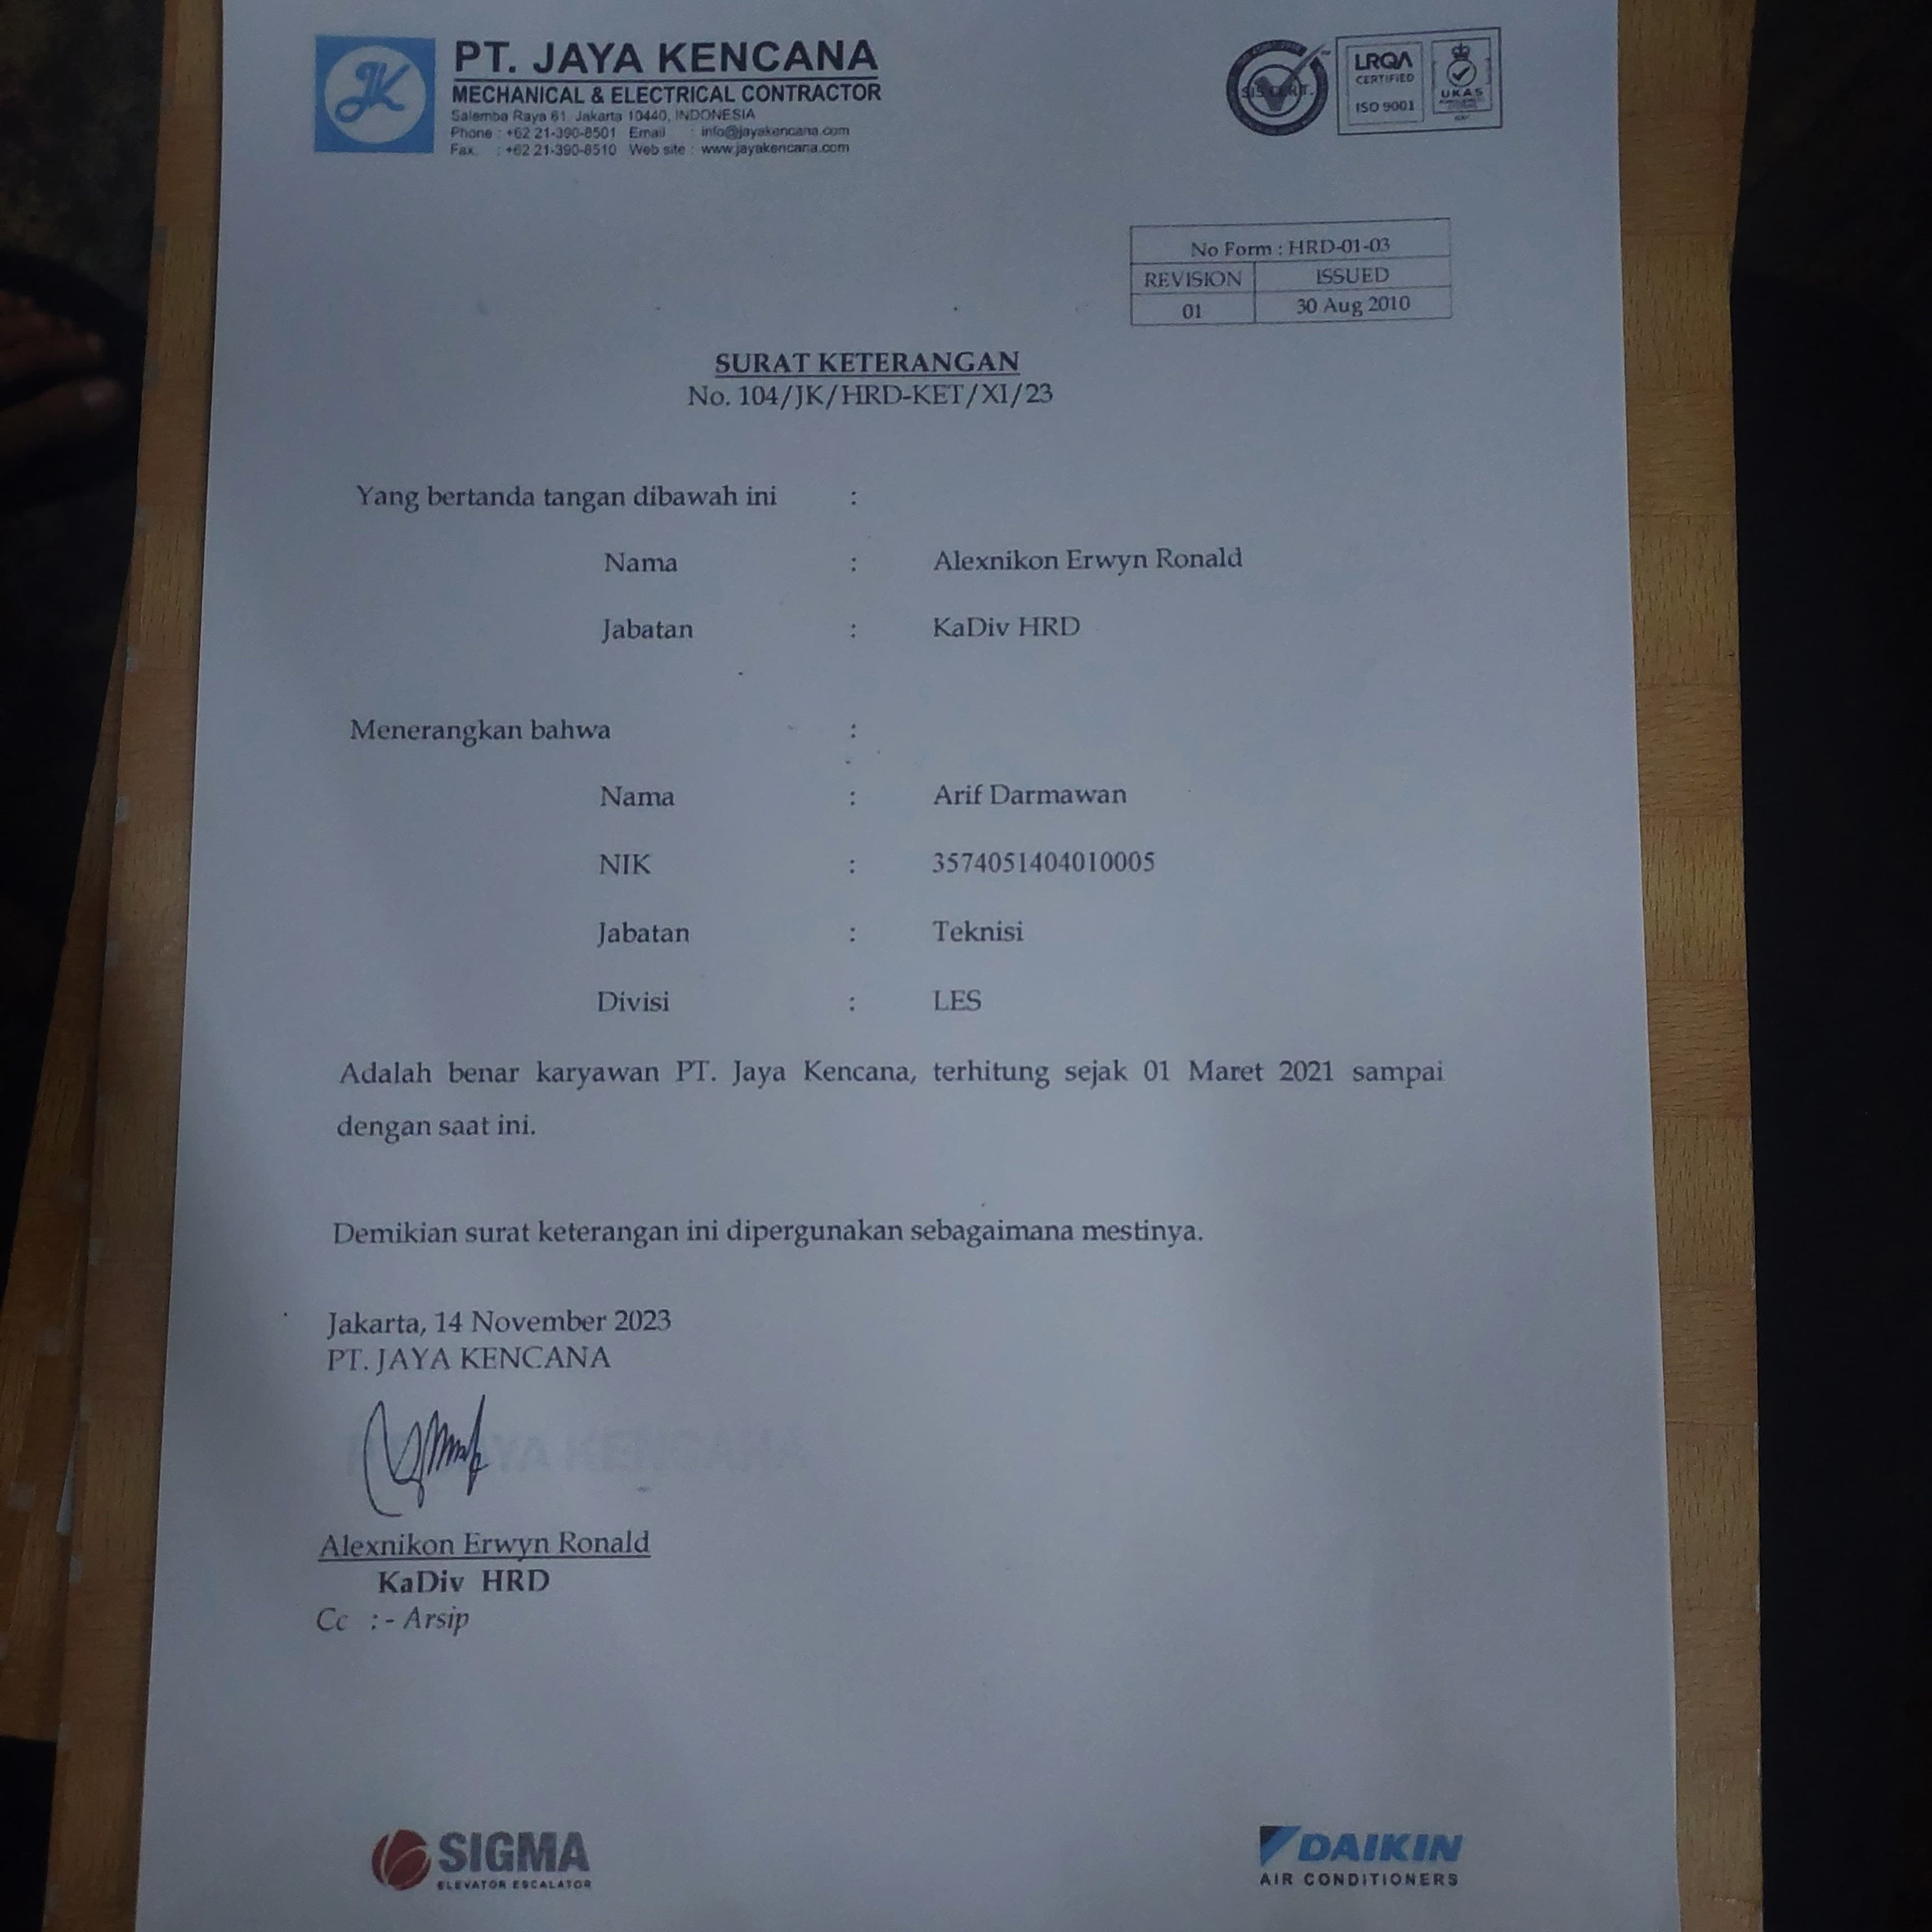 JK
PT. JAYA KENCANA
MECHANICAL & ELECTRICAL CONTRACTOR
Salemba Raya 61, Jakarta 10440, INDONESIA
Phone : +62 21-390-8501 Email : info@jayakencana.com
Fax. : +62 21-390-8510 Web site : www.jayakencana.com
LRQA
CERTIFIED
ISO 9001
UKAS
No Form : HRD-01-03
REVISION ISSUED
01 30 Aug 2010
SURAT KETERANGAN
No. 104/JK/HRD-KET/XI/23
Yang bertanda tangan dibawah ini :
Nama : Alexnikon Erwyn Ronald
Jabatan : KaDiv HRD
Menerangkan bahwa :
Nama : Arif Darmawan
NIK : 3574051404010005
Jabatan : Teknisi
Divisi : LES
Adalah benar karyawan PT. Jaya Kencana, terhitung sejak 01 Maret 2021 sampai
dengan saat ini.
Demikian surat keterangan ini dipergunakan sebagaimana mestinya.
Jakarta, 14 November 2023
PT. JAYA KENCANA
Alexnikon Erwyn Ronald
KaDiv HRD
Cc : - Arsip
SIGMA
ELEVATOR ESCALATOR
DAIKIN
AIR CONDITIONERS